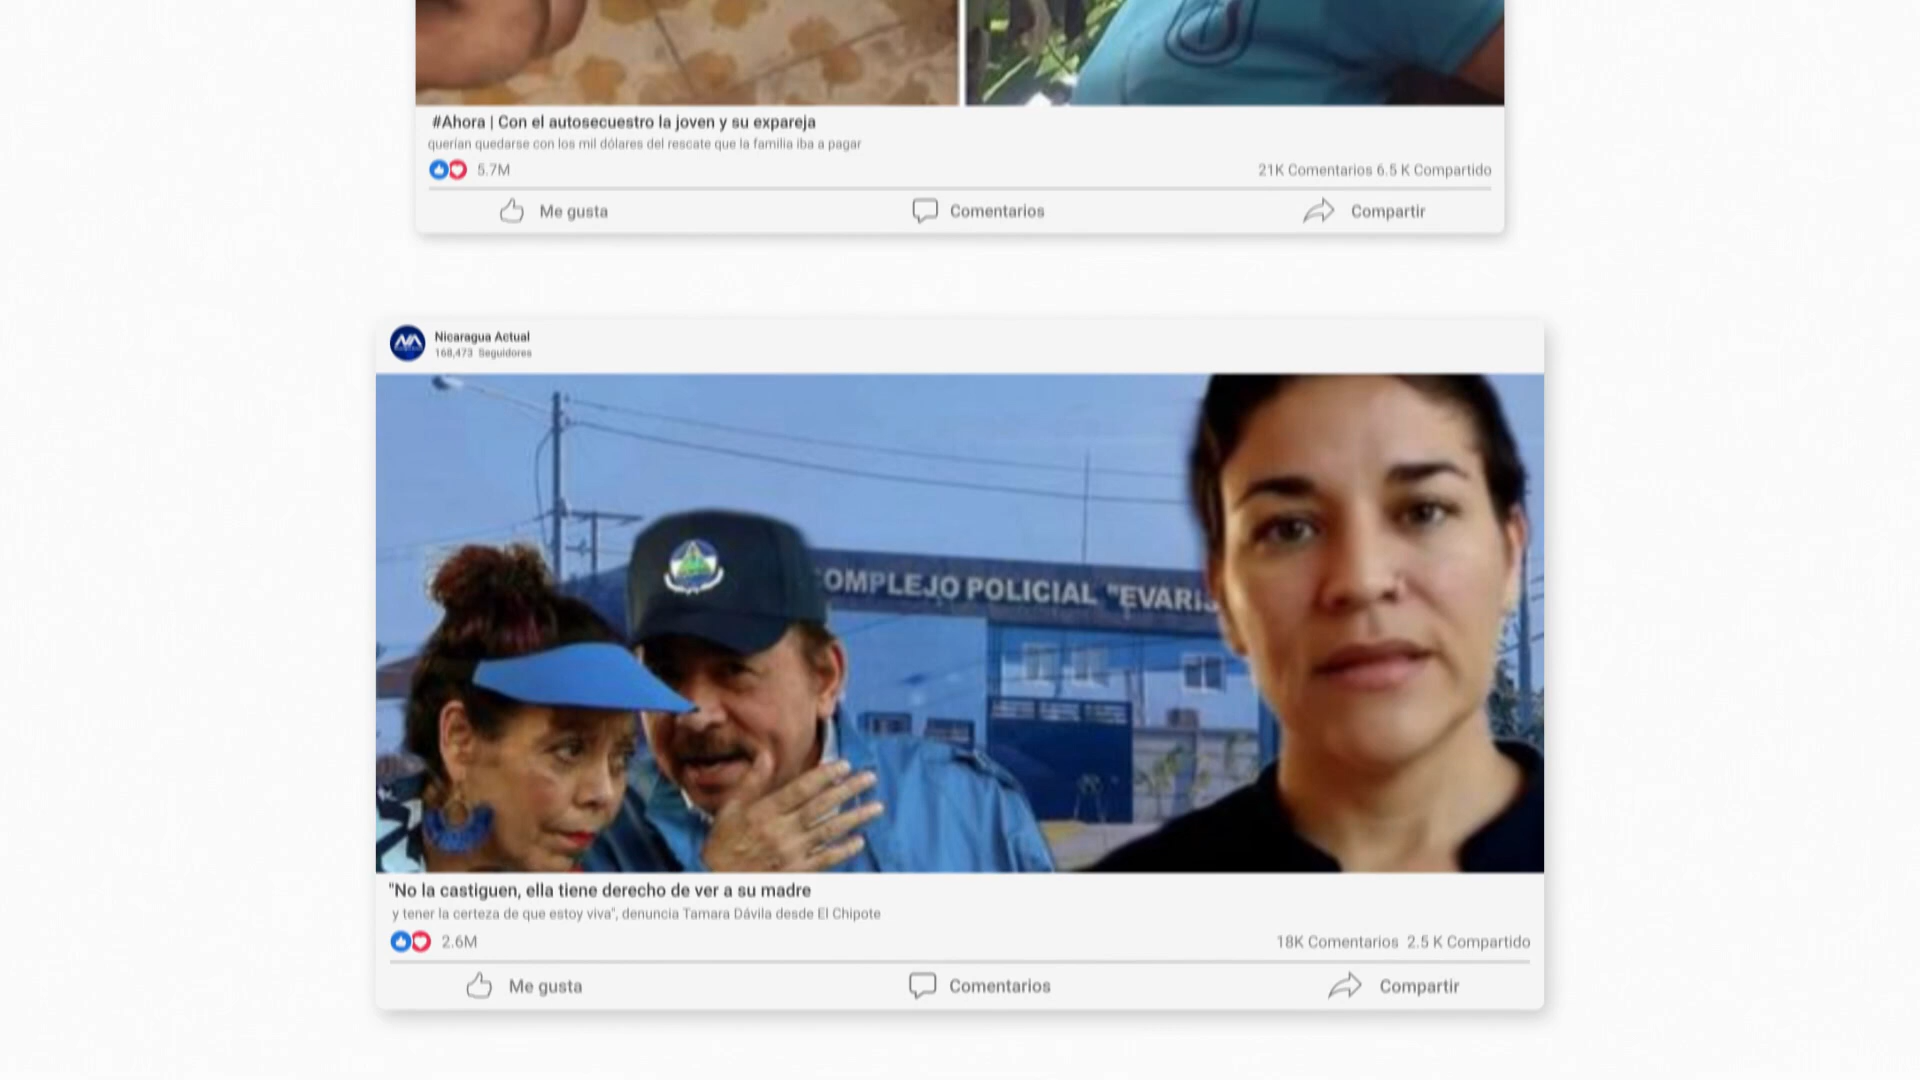 #Ahora | Con el autosecuestro la joven y su expareja
querían quedarse con los mil dólares del rescate que la familia iba a pagar
5.7M
21K Comentarios 6.5 K Compartido
Me gusta
Comentarios
Compartir
Nicaragua Actual
168,473 Seguidores
OMPLEJO POLICIAL "EVARIS
"No la castiguen, ella tiene derecho de ver a su madre
y tener la certeza de que estoy viva", denuncia Tamara Dávila desde El Chipote
2.6M
18K Comentarios 2.5 K Compartido
Me gusta
Comentarios
Compartir